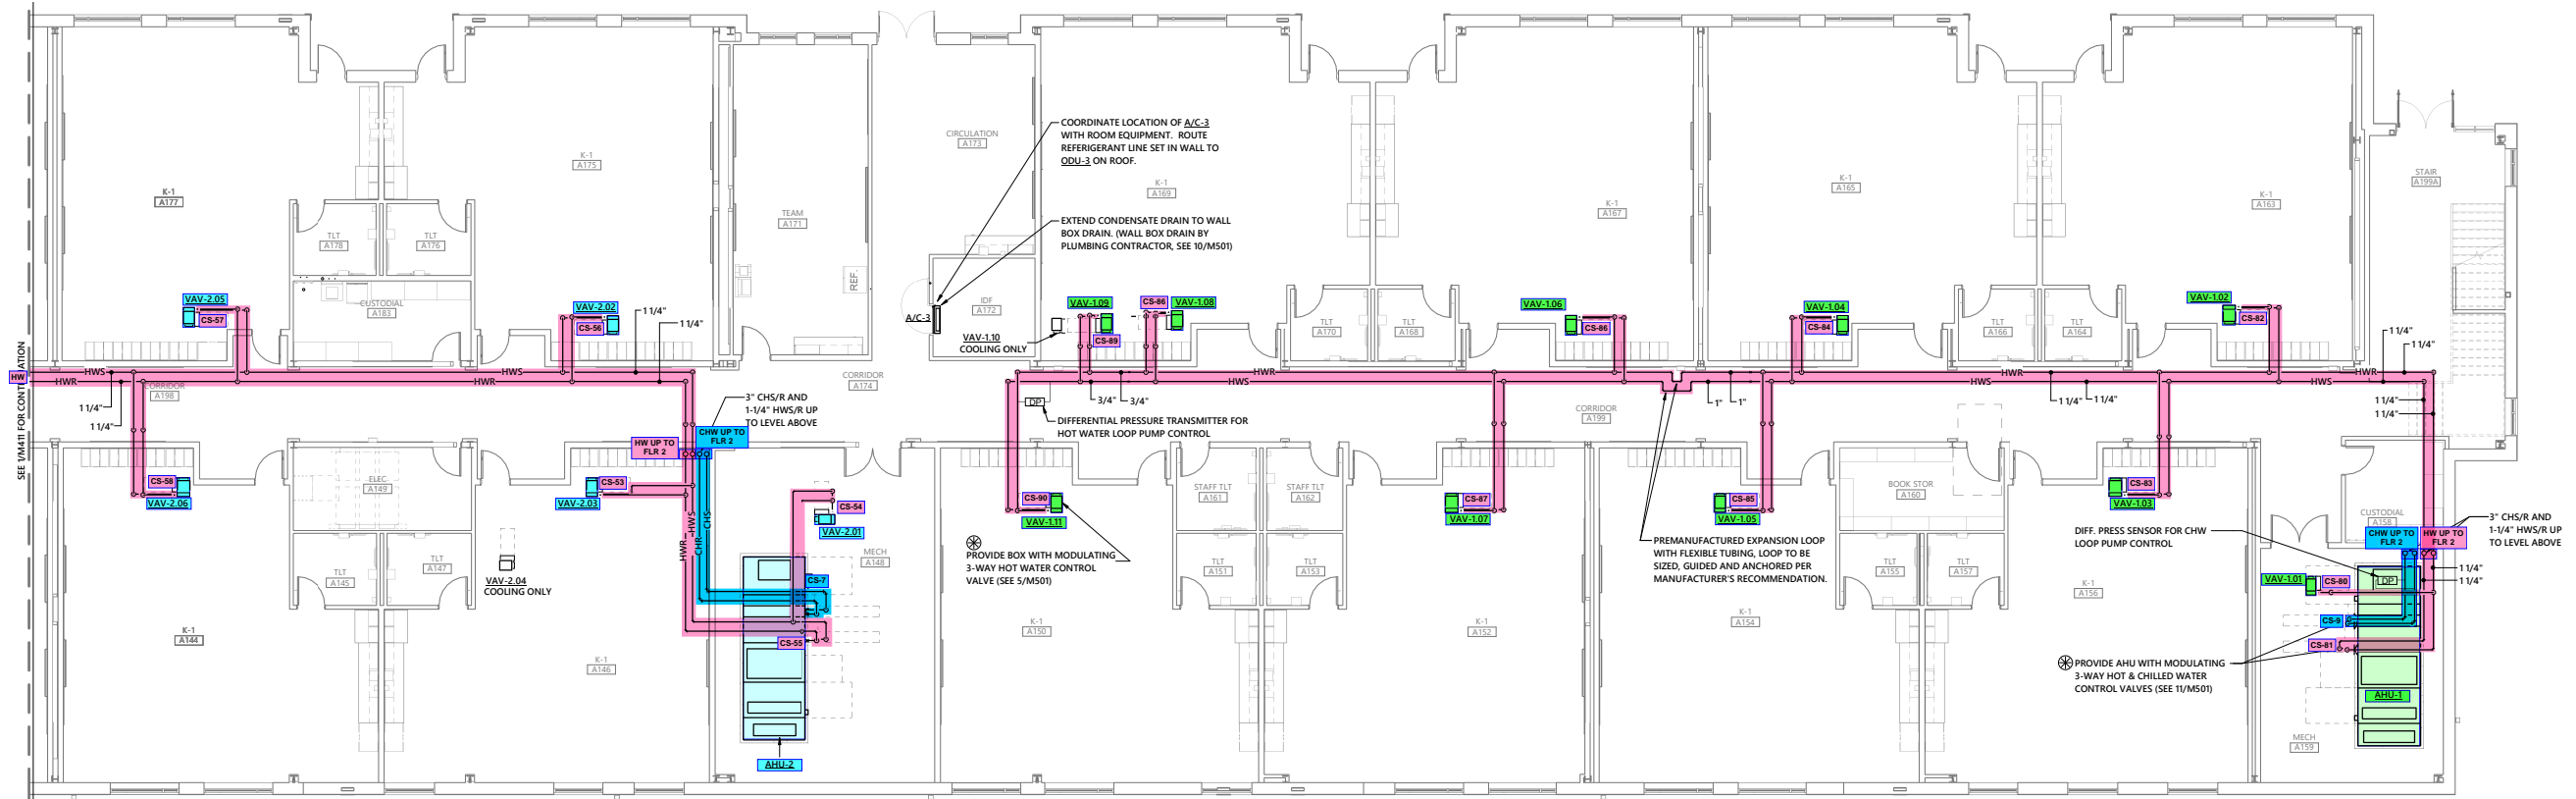 COORDINATE LOCATION OF A/C-3
WITH ROOM EQUIPMENT. ROUTE
REFERIGERANT LINE SET IN WALL TO
ODU-3 ON ROOF.
CIRCULATION
A173
K-1
A175
K-1
A177
K-1
A169
K-1
A167
K-1
A165
K-1
A163
STAIR
A199A
TEAM
A171
EXTEND CONDENSATE DRAIN TO WALL
BOX DRAIN. (WALL BOX DRAIN BY
PLUMBING CONTRACTOR, SEE 10/M501)
TLT
A178
TLT
A176
REF.
CUSTODIAL
A183
IDF
A172
A/C-3
VAV-2.05
CS-57
VAV-2.02
CS-56
1 1/4"
1 1/4"
VAV-1.10
COOLING ONLY
VAV-1.09
CS-89
CS-86
VAV-1.08
TLT
A170
TLT
A168
VAV-1.06
CS-86
VAV-1.04
CS-84
TLT
A166
TLT
A164
VAV-1.02
CS-82
1 1/4"
1 1/4"
SEE 1/M411 FOR CONTINUATION
HW
HWS
HWR
HWS
HWR
CORRIDOR
A198
1 1/4"
1 1/4"
CORRIDOR
A174
HWR
HWS
3/4"
3/4"
DP
DIFFERENTIAL PRESSURE TRANSMITTER FOR
HOT WATER LOOP PUMP CONTROL
CORRIDOR
A199
1"
1"
HWR
HWS
1 1/4"
1 1/4"
HWR
HWS
1 1/4"
1 1/4"
3" CHS/R AND
1-1/4" HWS/R UP
TO LEVEL ABOVE
HW UP TO
FLR 2
CHW UP TO
FLR 2
CS-58
VAV-2.06
ELEC
A149
CS-53
VAV-2.03
CS-54
VAV-2.01
MECH
A148
HWR
HWS
CHR
CHS
CS-90
VAV-1.11
STAFF TLT
A161
STAFF TLT
A162
CS-87
VAV-1.07
CS-85
VAV-1.05
BOOK STOR
A160
CS-83
VAV-1.03
CUSTODIAL
A158
3" CHS/R AND
1-1/4" HWS/R UP
TO LEVEL ABOVE
CHW UP TO
FLR 2
HW UP TO
FLR 2
DIFF. PRESS SENSOR FOR CHW
LOOP PUMP CONTROL
PROVIDE BOX WITH MODULATING
3-WAY HOT WATER CONTROL
VALVE (SEE 5/M501)
PREMANUFACTURED EXPANSION LOOP
WITH FLEXIBLE TUBING, LOOP TO BE
SIZED, GUIDED AND ANCHORED PER
MANUFACTURER'S RECOMMENDATION.
TLT
A145
TLT
A147
VAV-2.04
COOLING ONLY
CS-7
TLT
A151
TLT
A153
TLT
A155
TLT
A157
K-1
A156
VAV-1.01
CS-80
DP
1 1/4"
1 1/4"
K-1
A144
K-1
A146
CS-55
K-1
A150
K-1
A152
K-1
A154
CS-9
CS-81
PROVIDE AHU WITH MODULATING
3-WAY HOT & CHILLED WATER
CONTROL VALVES (SEE 11/M501)
AHU-1
MECH
A159
AHU-2